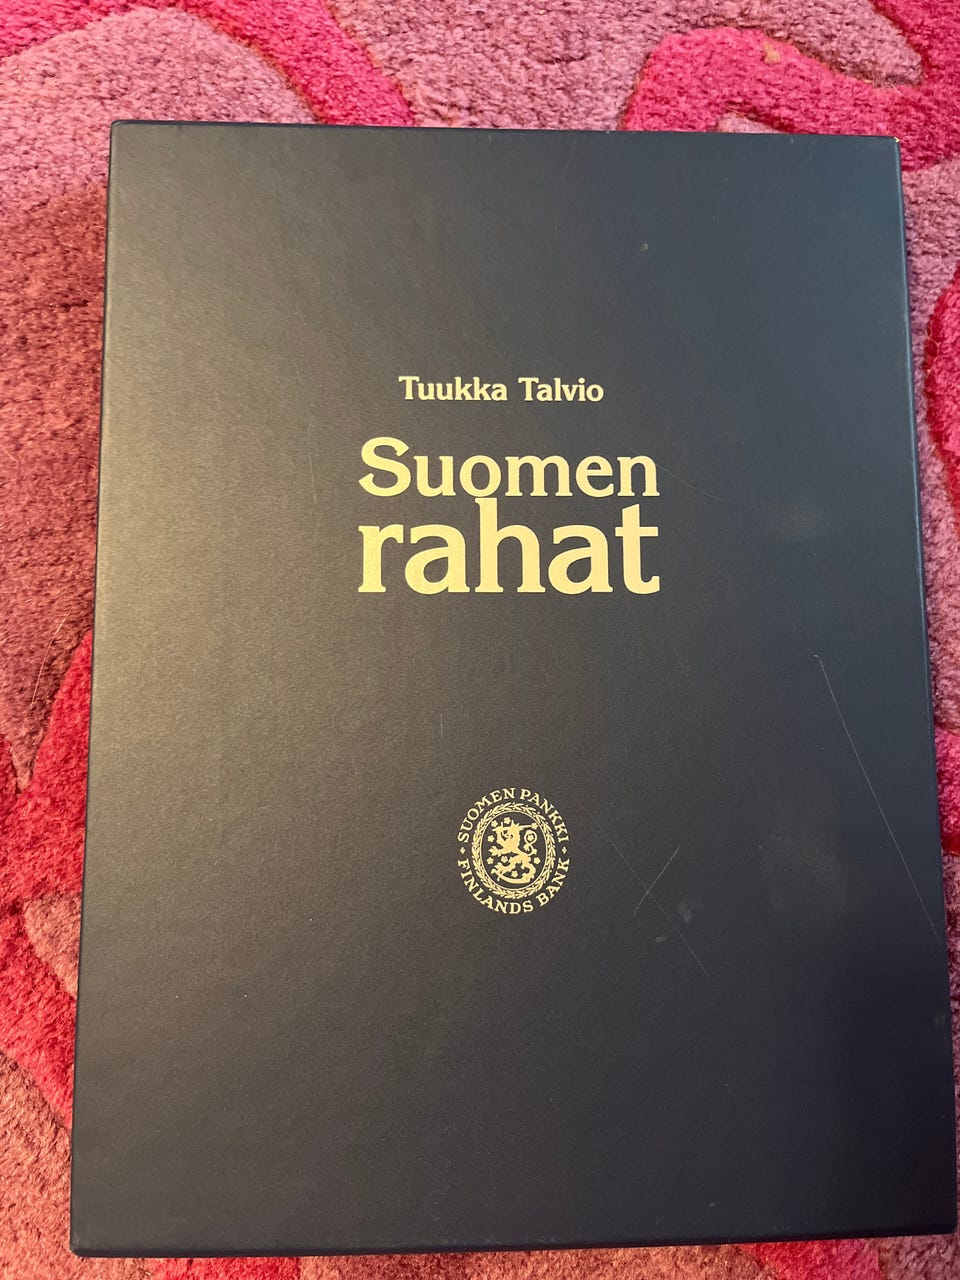 Tuukka Talvio
Suomen
rahat
SUOMEN PANKKI
FINLANDS BANK